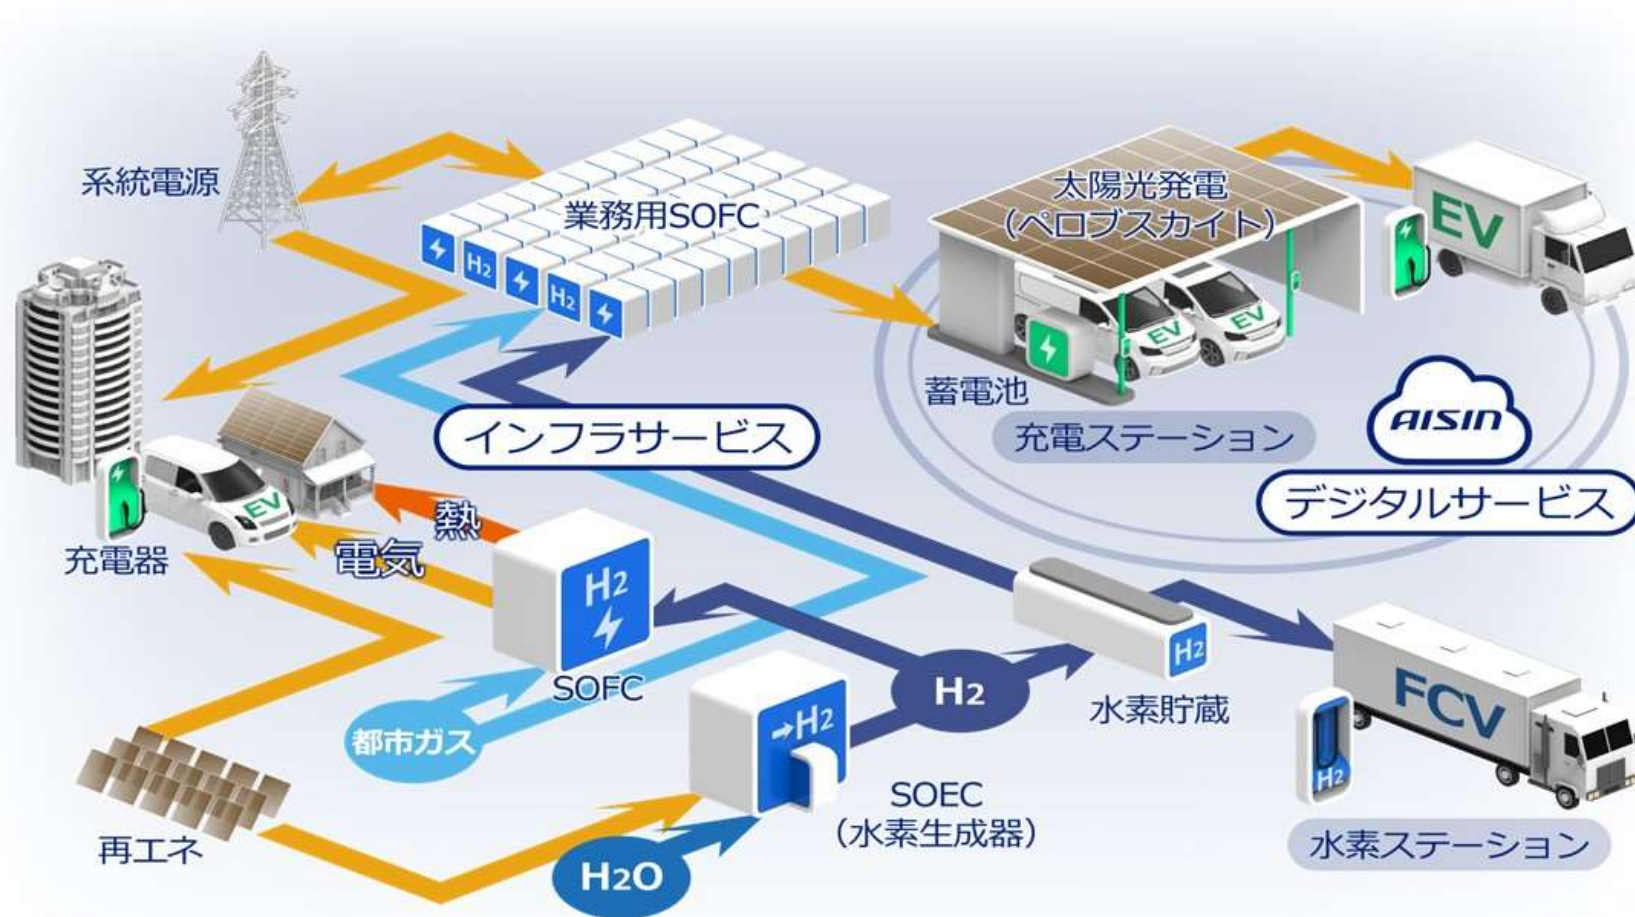 系統電源
業務用SOFC
H2
H2
太陽光発電
(ペロブスカイト)
EV
EV
EV
蓄電池
充電ステーション
AISIN
デジタルサービス
インフラサービス
EV
充電器
熱
電気
H2
SOFC
都市ガス
再エネ
→H2
SOEC
(水素生成器)
H2O
H2
H2
水素貯蔵
FCV
H2
水素ステーション